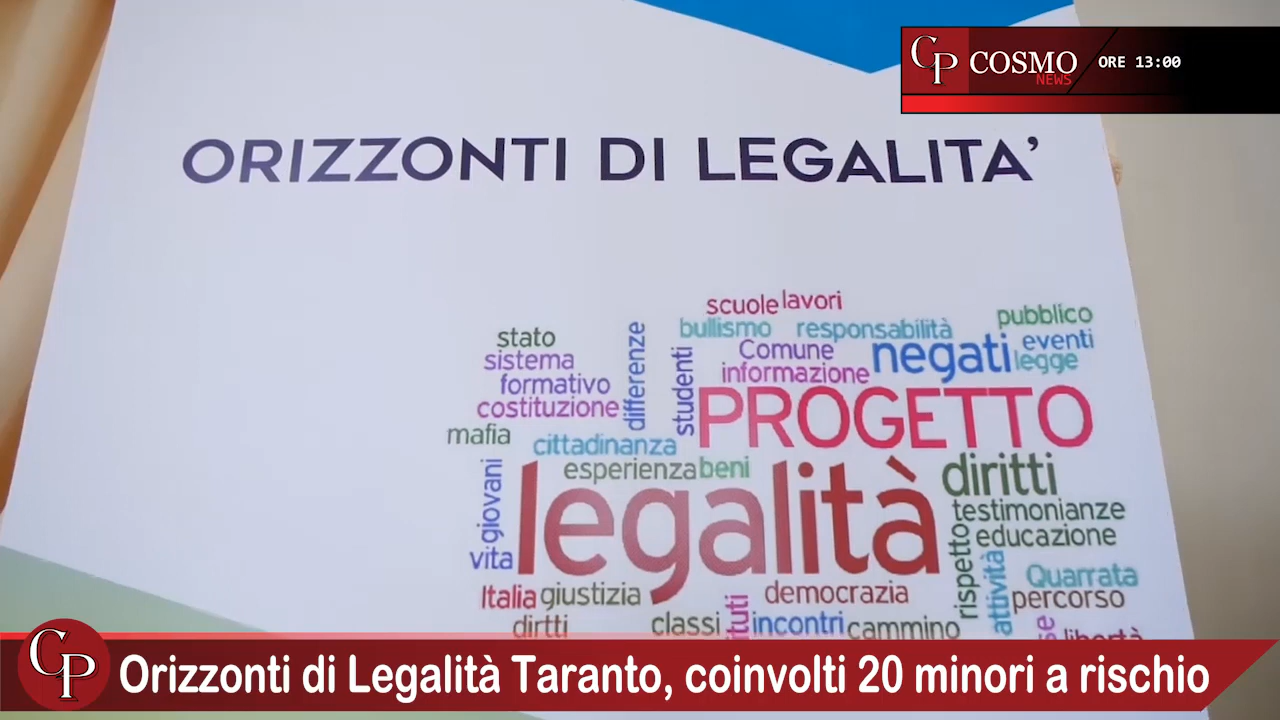 CP COSMO NEWS ORE 13:00
ORIZZONTI DI LEGALITA'
scuole lavori
pubblico
bullismo responsabilità
stato
differenze
studenti
Comune
negati
eventi
sistema
legge
informazione
formativo
PROGETTO
costituzione
mafia
cittadinanza
esperienza beni
diritti
giovani
legalità
testimonianze
rispetto
educazione
vita
attività
Quarrata
Italia giustizia
democrazia
percorso
dirtti
classi
incontri
cammino
libertà
CP Orizzonti di Legalità Taranto, coinvolti 20 minori a rischio